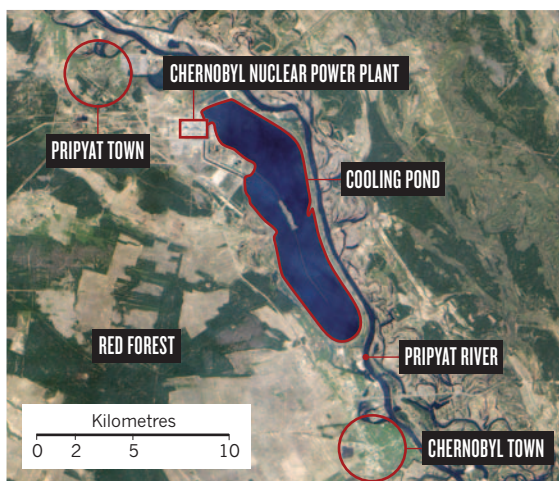 CHERNOBYL NUCLEAR POWER PLANT
PRIPYAT TOWN
COOLING POND
RED FOREST
PRIPYAT RIVER
Kilometres
0 2 5 10
CHERNOBYL TOWN